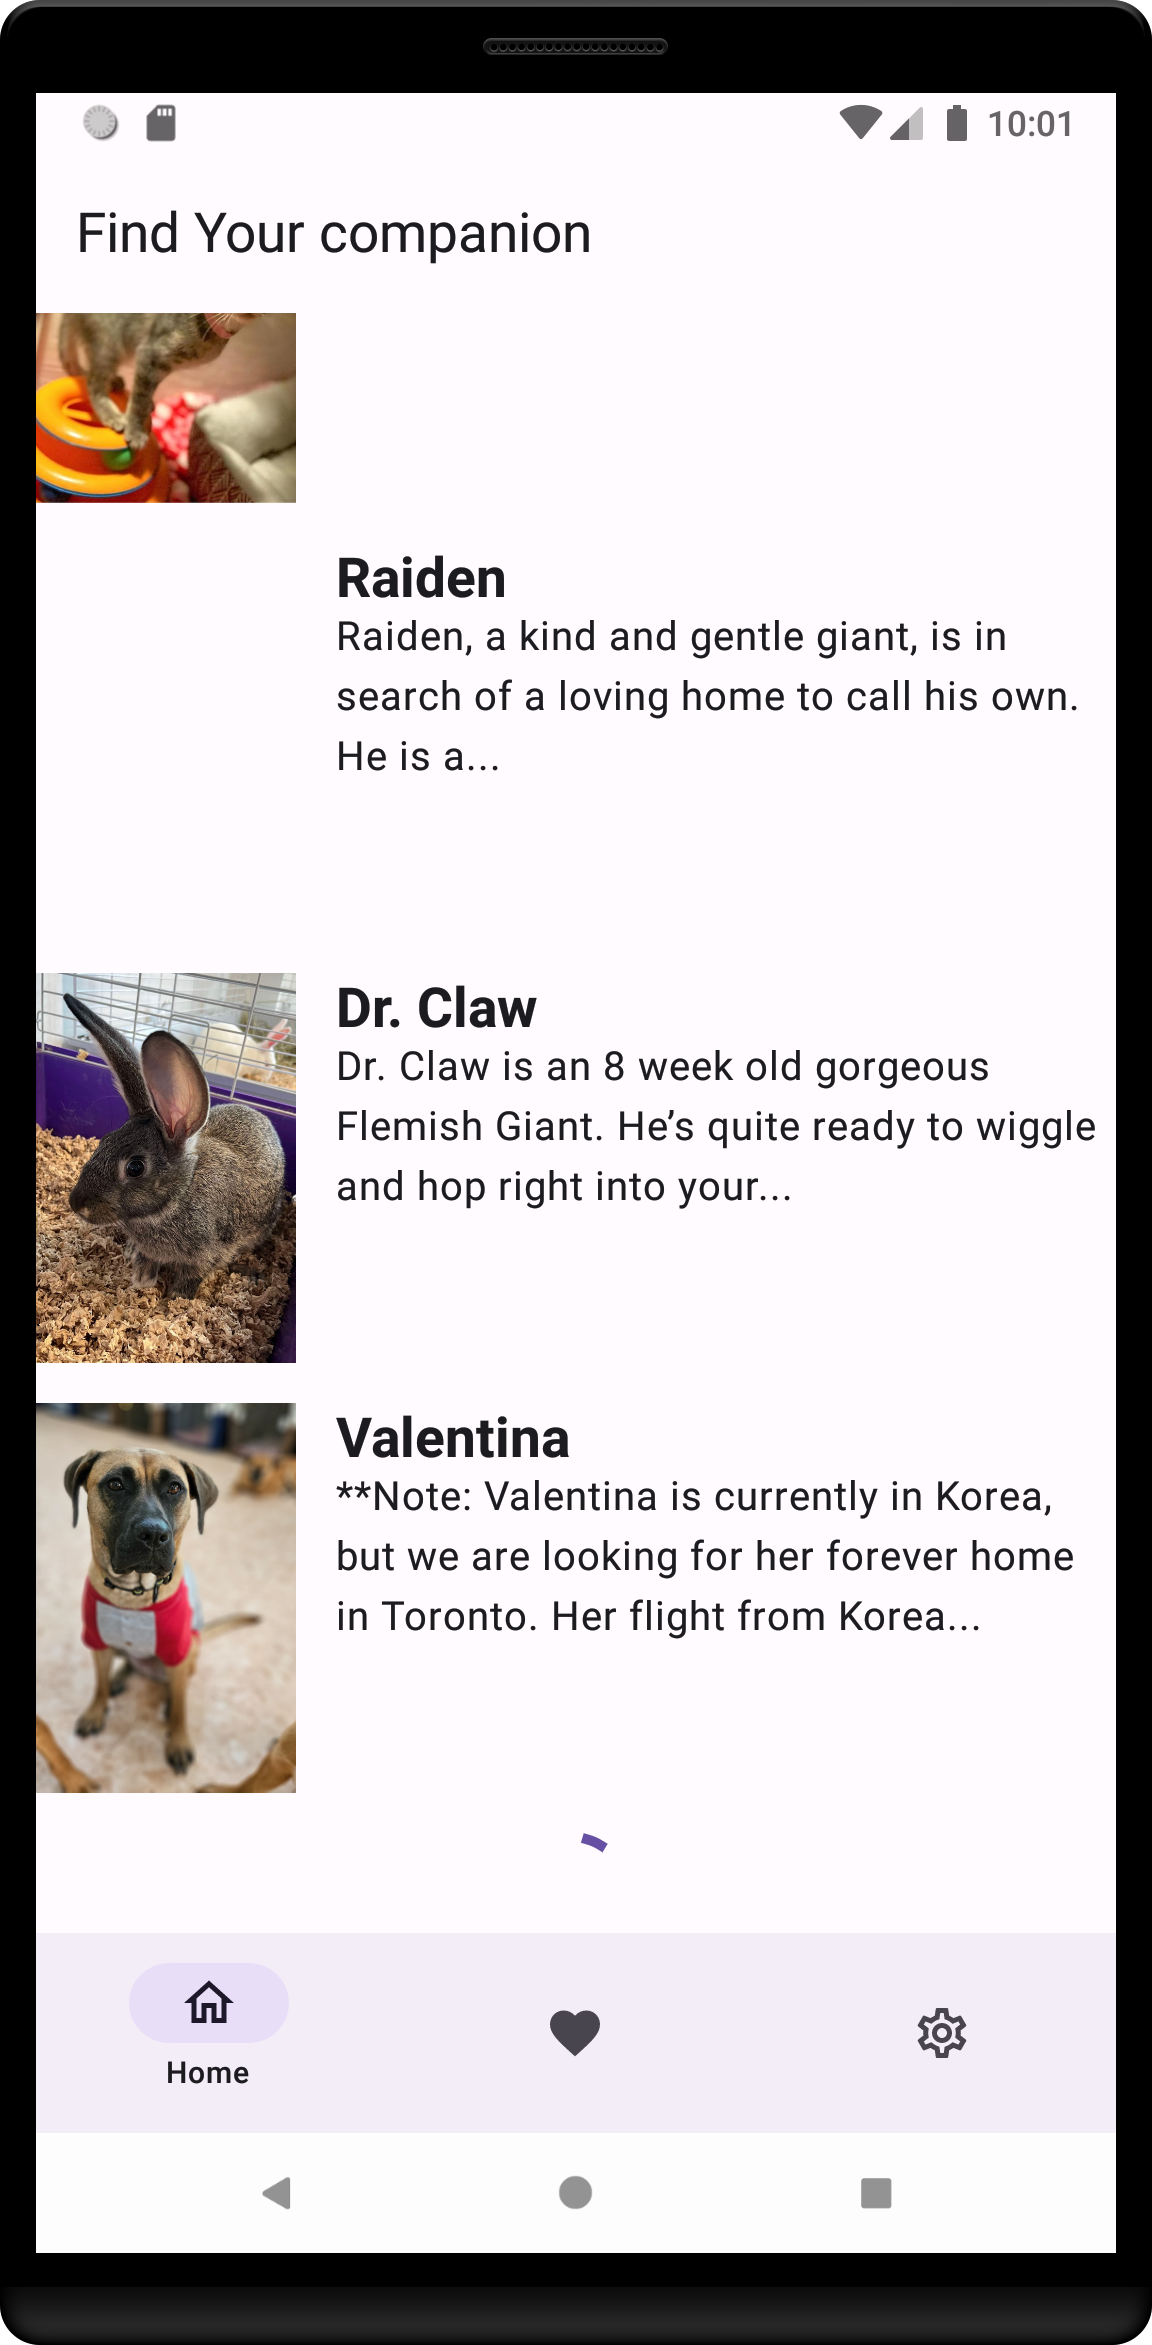 10:01
Find Your companion
Raiden
Raiden, a kind and gentle giant, is in
search of a loving home to call his own.
He is a...
Dr. Claw
Dr. Claw is an 8 week old gorgeous
Flemish Giant. He’s quite ready to wiggle
and hop right into your...
Valentina
**Note: Valentina is currently in Korea,
but we are looking for her forever home
in Toronto. Her flight from Korea...
Home